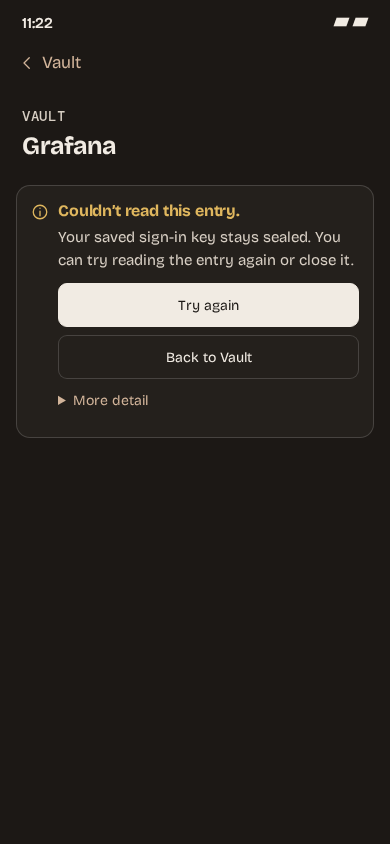 11:22
Vault
VAULT
Grafana
Couldn't read this entry.
Your saved sign-in key stays sealed. You
can try reading the entry again or close it.
Try again
Back to Vault
More detail